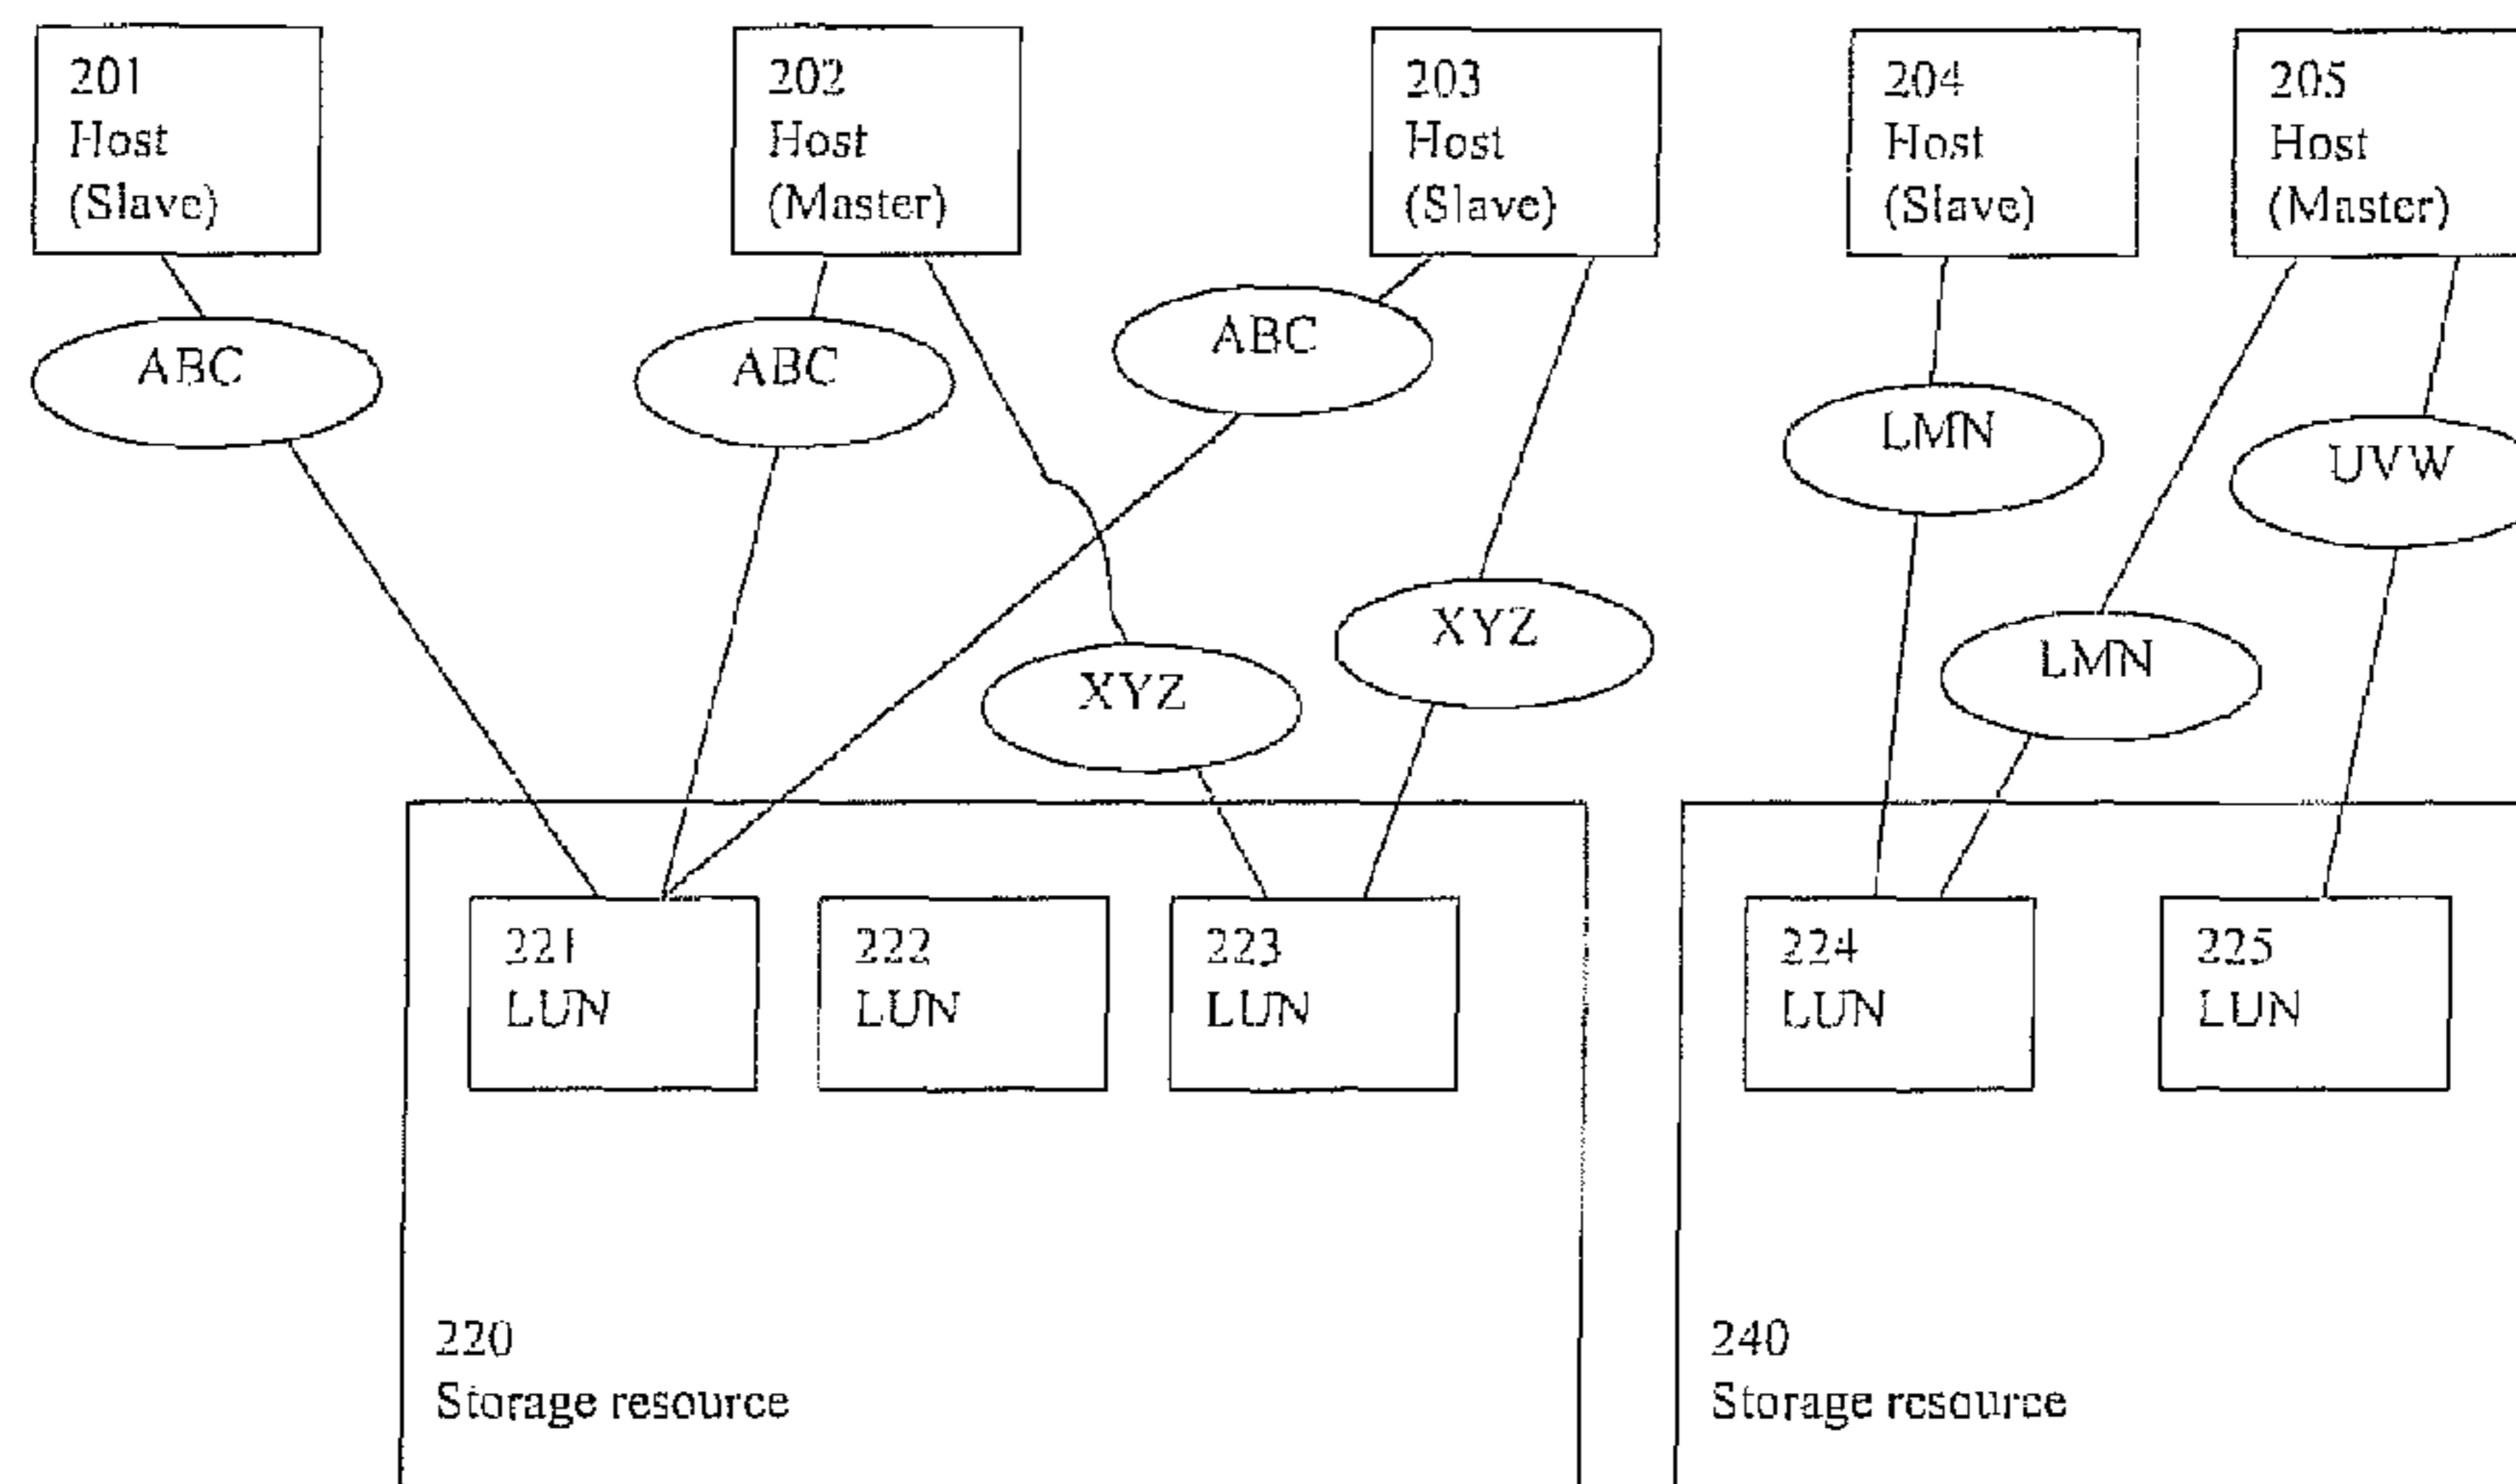 201
Host
(Slave)
202
Host
(Master)
203
Host
(Slave)
204
Host
(Slave)
205
Host
(Master)
ABC
ABC
ABC
LMN
UVW
XYZ
XYZ
LMN
221
LUN
222
LUN
223
LUN
224
LUN
225
LUN
220
Storage resource
240
Storage resource